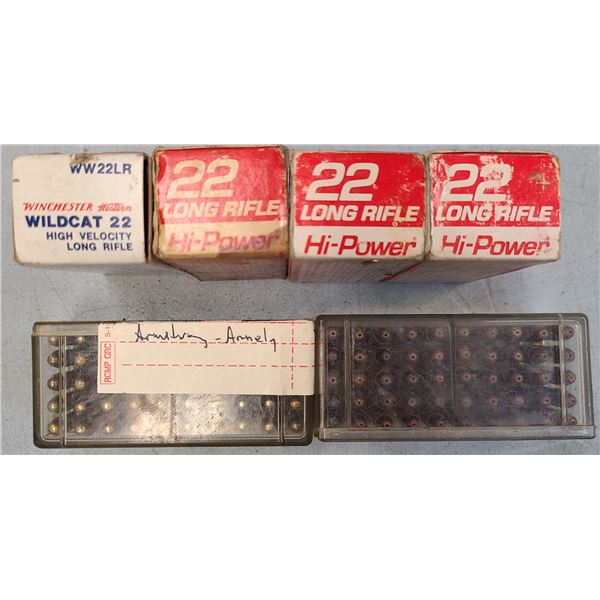 WW22LR
WINCHESTER Western
WILDCAT 22
HIGH VELOCITY
LONG RIFLE
22
LONG RIFLE
Hi-Power
22
LONG RIFLE
Hi-Power
22
LONG RIFLE
Hi-Power
RCMP GRC
Armstrong -